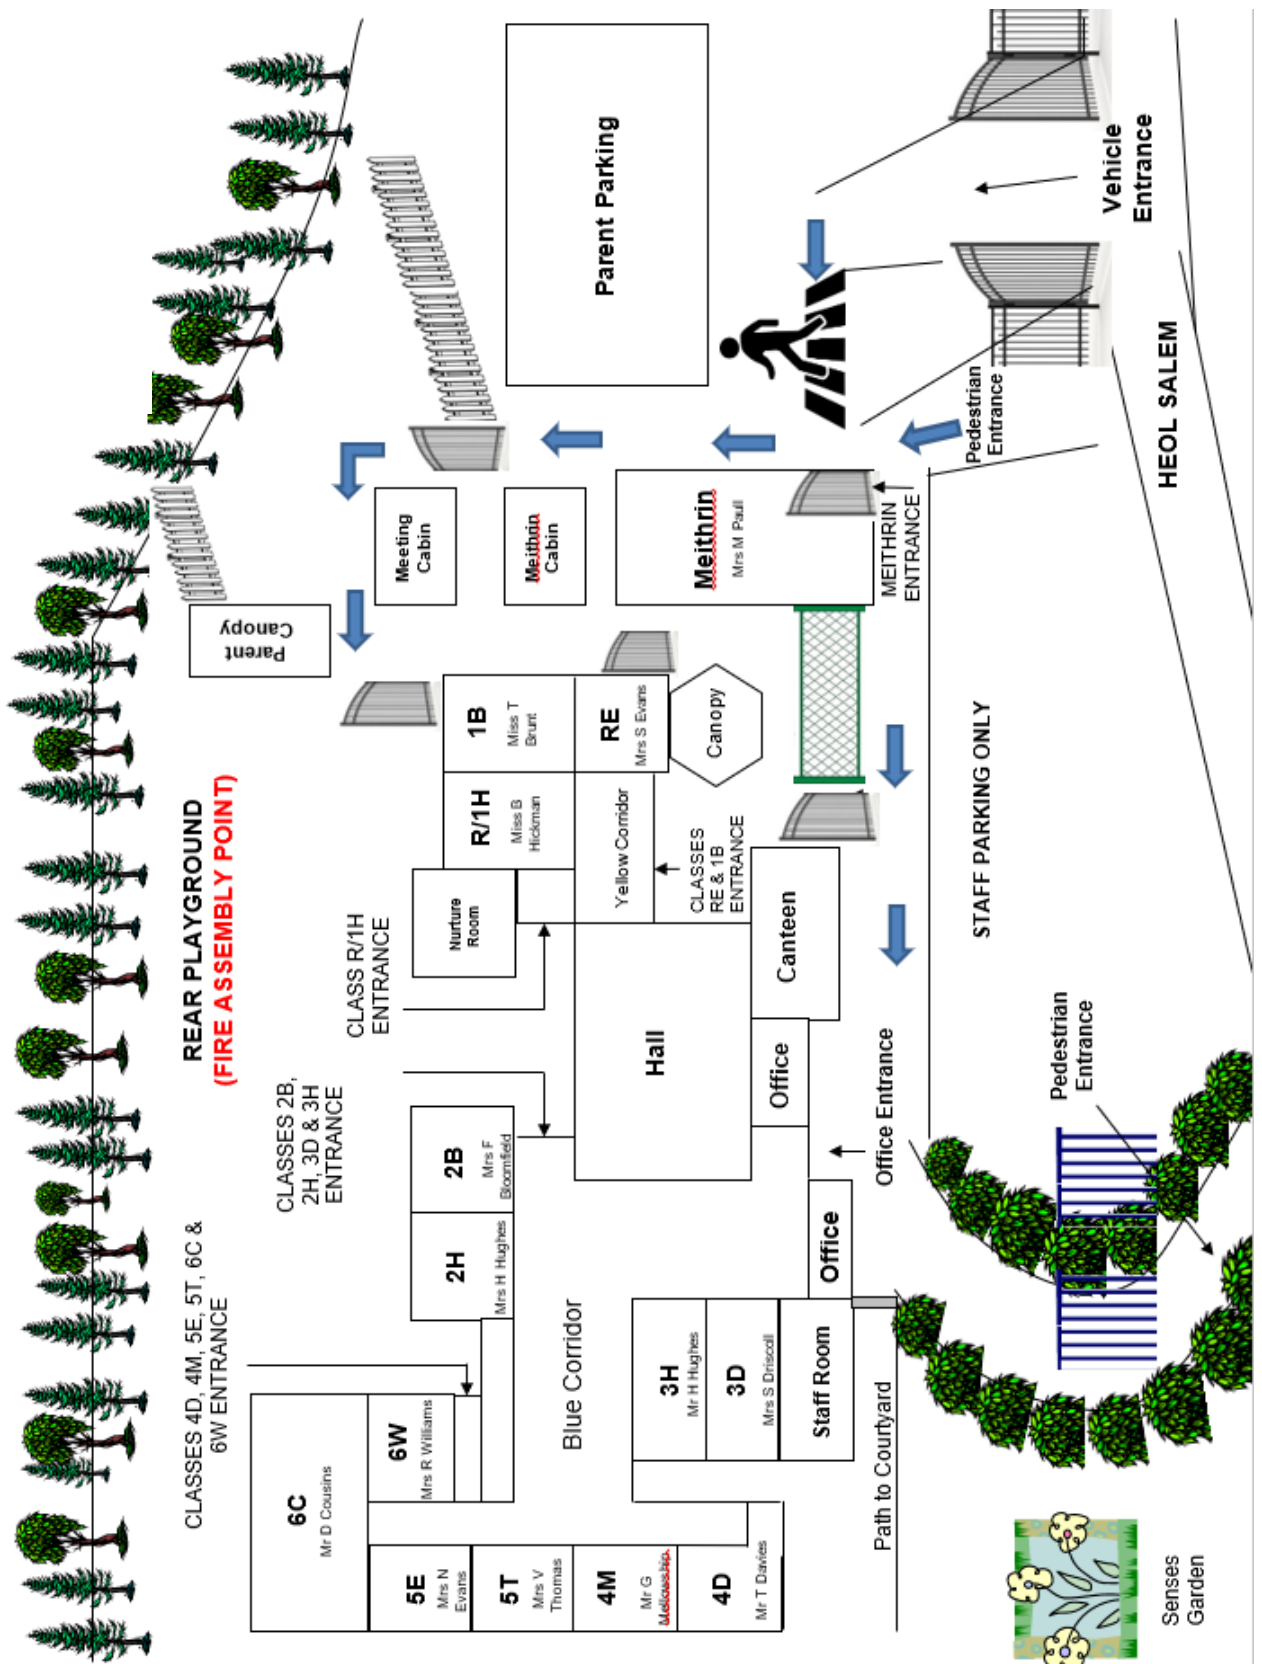 CLASSES 4D, 4M, 5E, 5T, 6C &
6W ENTRANCE
REAR PLAYGROUND
(FIRE ASSEMBLY POINT)
Parent
Canopy
CLASSES 2B,
2H, 3D & 3H
ENTRANCE
CLASS R/1H
ENTRANCE
6C
Mr D Cousins
6W
Mrs R Williams
2H
Mrs H Hughes
2B
Mrs F
Bloomfield
Nurture
Room
R/1H
Miss B
Hickman
1B
Miss T
Brunt
Meeting
Cabin
5E
Mrs N
Evans
5T
Mrs V
Thomas
4M
Mr G
Mellowship
4D
Mr T Davies
Blue Corridor
Hall
Yellow Corridor
RE
Mrs S Evans
Meithrin
Cabin
Parent Parking
3H
Mr H Hughes
3D
Mrs S Driscoll
Staff Room
CLASSES
RE & 1B
ENTRANCE
Canopy
Meithrin
Mrs M Paull
Office
Office
Canteen
Path to Courtyard
Office Entrance
MEITHRIN
ENTRANCE
STAFF PARKING ONLY
Pedestrian
Entrance
Pedestrian
Entrance
Vehicle
Entrance
Senses
Garden
HEOL SALEM